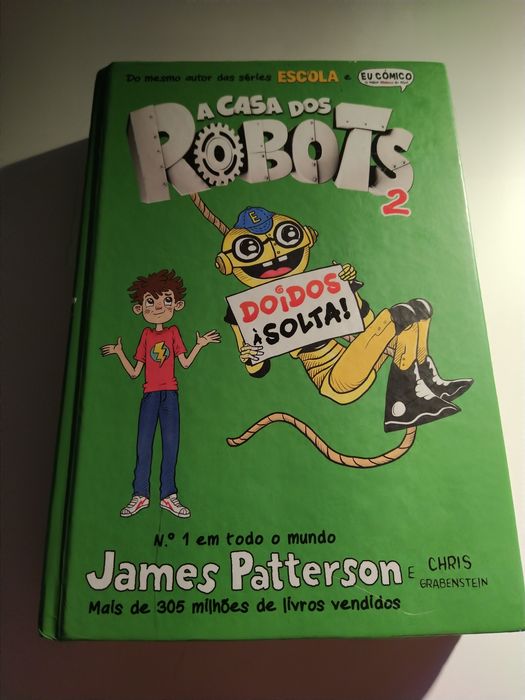 Do mesmo autor das séries ESCOLA e EU CÓMICO
A CASA DOS
ROBOTS
2
E
DOIDOS
À SOLTA!
N.º 1 em todo o mundo
James Patterson E CHRIS GRABENSTEIN
Mais de 305 milhões de livros vendidos